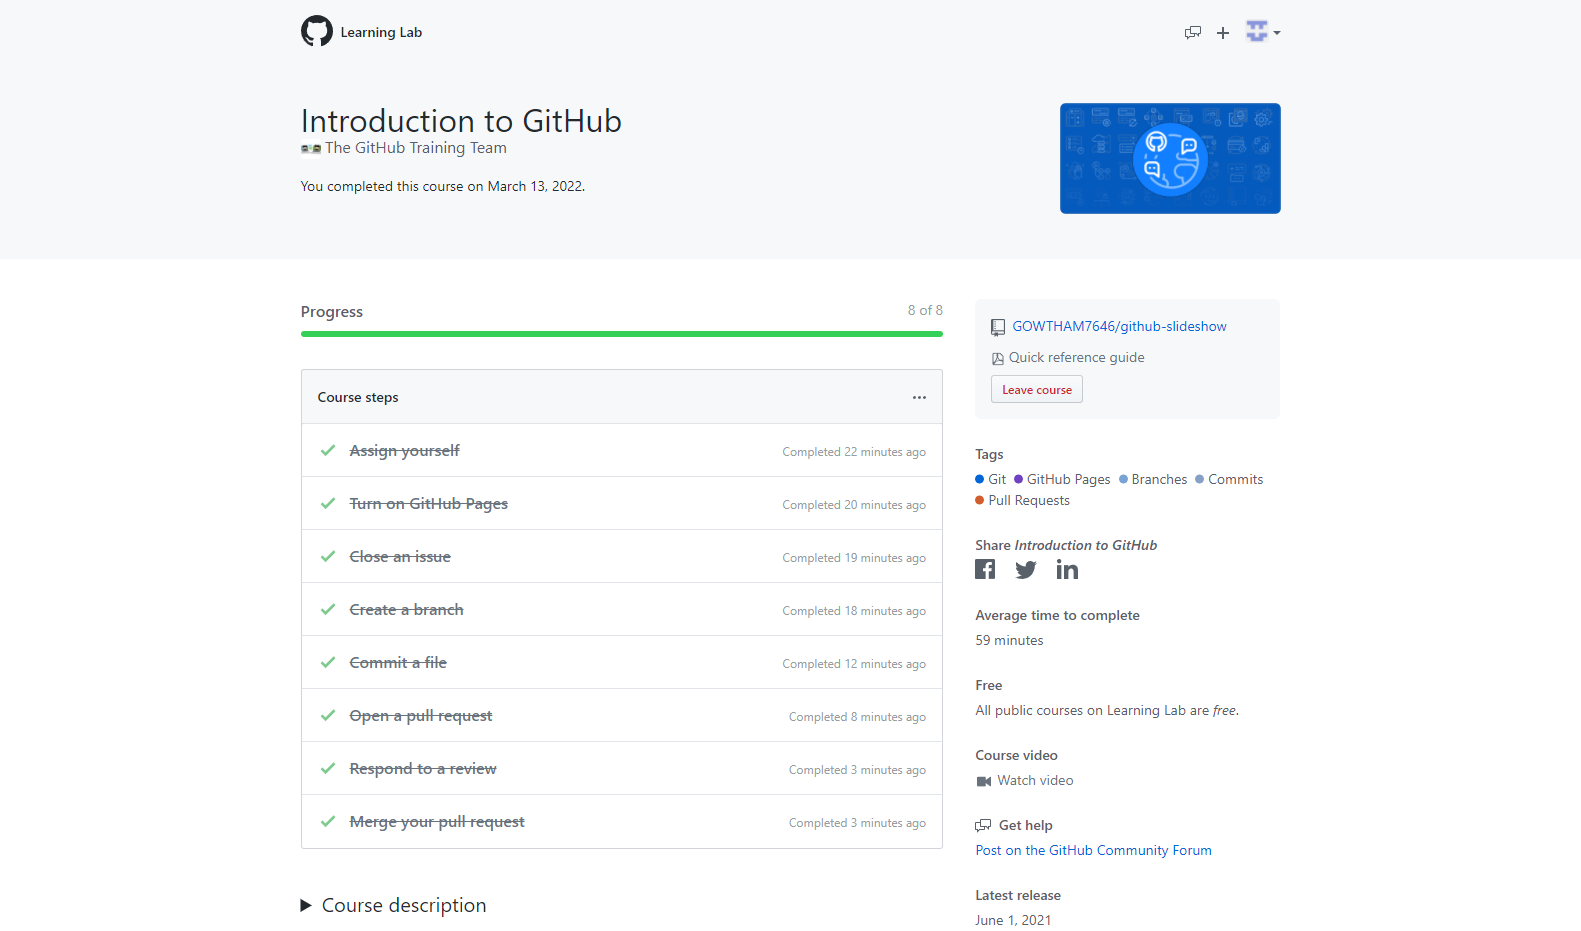 Learning Lab
Introduction to GitHub
The GitHub Training Team
You completed this course on March 13, 2022.
Progress
8 of 8
Course steps
Assign yourself
Completed 22 minutes ago
Turn on GitHub Pages
Completed 20 minutes ago
Close an issue
Completed 19 minutes ago
Create a branch
Completed 18 minutes ago
Commit a file
Completed 12 minutes ago
Open a pull request
Completed 8 minutes ago
Respond to a review
Completed 3 minutes ago
Merge your pull request
Completed 3 minutes ago
Course description
GOWTHAM7646/github-slideshow
Quick reference guide
Leave course
Tags
Git GitHub Pages Branches Commits
Pull Requests
Share Introduction to GitHub
Average time to complete
59 minutes
Free
All public courses on Learning Lab are free.
Course video
Watch video
Get help
Post on the GitHub Community Forum
Latest release
June 1, 2021